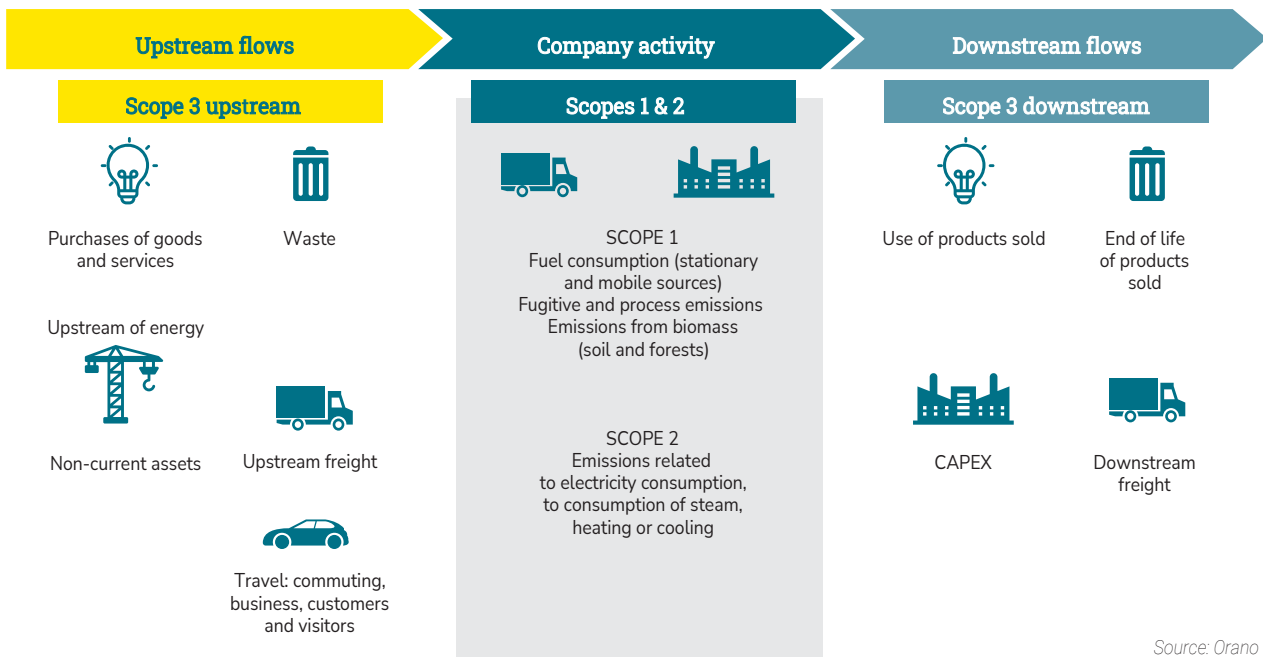 Upstream flows
Company activity
Downstream flows
Scope 3 upstream
Scopes 1 & 2
Scope 3 downstream
Purchases of goods
and services
Waste
Upstream of energy
Non-current assets
Upstream freight
Travel: commuting,
business, customers
and visitors
SCOPE 1
Fuel consumption (stationary
and mobile sources)
Fugitive and process emissions
Emissions from biomass
(soil and forests)
SCOPE 2
Emissions related
to electricity consumption,
to consumption of steam,
heating or cooling
Use of products sold
End of life
of products
sold
CAPEX
Downstream
freight
Source: Orano